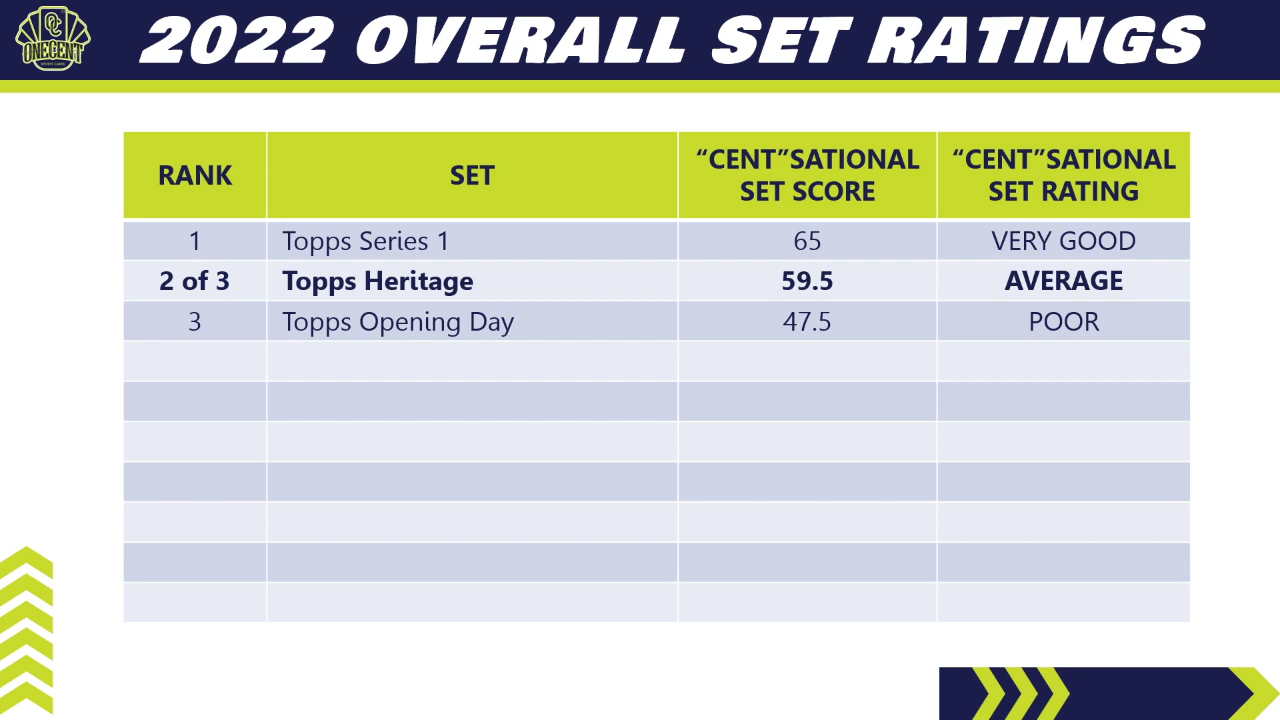 OC
ONECENT
SPORTS CARDS
2022 OVERALL SET RATINGS
RANK
SET
“CENT”SATIONAL
SET SCORE
“CENT”SATIONAL
SET RATING
1 Topps Series 1 65 VERY GOOD
2 of 3 Topps Heritage 59.5 AVERAGE
3 Topps Opening Day 47.5 POOR